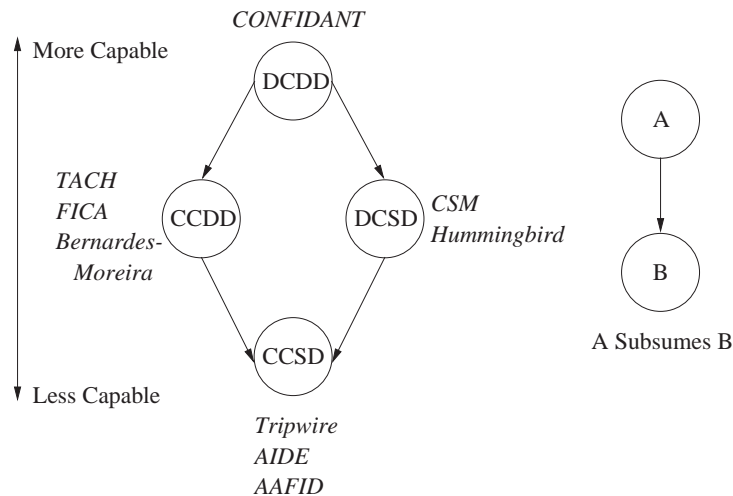 CONFIDANT
More Capable
DCDD
A
TACH
FICA
Bernardes-
Moreira
CCDD
DCSD
CSM
Hummingbird
B
A Subsumes B
CCSD
Less Capable
Tripwire
AIDE
AAFID